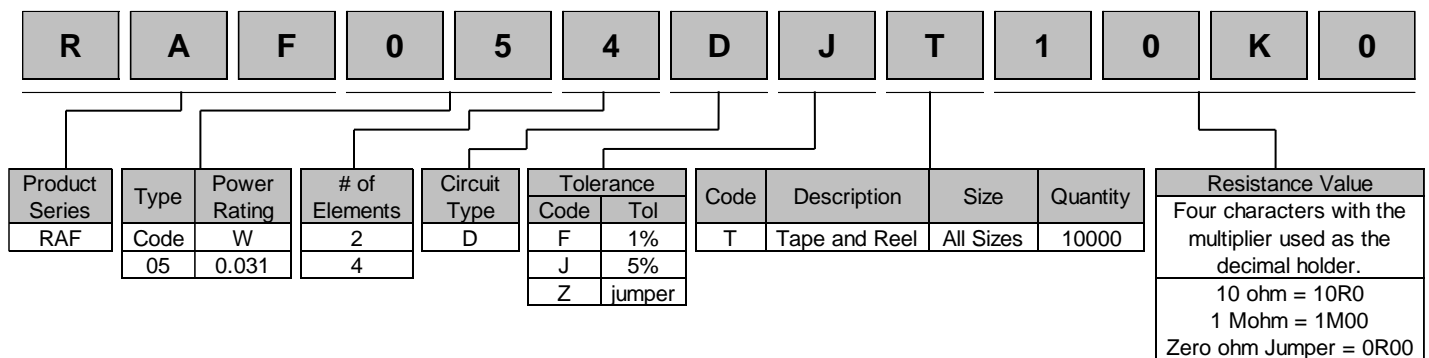 R A F 0 5 4 D J T 1 0 K 0
Product Series
RAF
Type Power Rating
Code W
05 0.031
# of Elements
2
4
Circuit Type
D
Tolerance
Code Tol
F 1%
J 5%
Z jumper
Code Description Size Quantity
T Tape and Reel All Sizes 10000
Resistance Value
Four characters with the
multiplier used as the
decimal holder.
10 ohm = 10R0
1 Mohm = 1M00
Zero ohm Jumper = 0R00